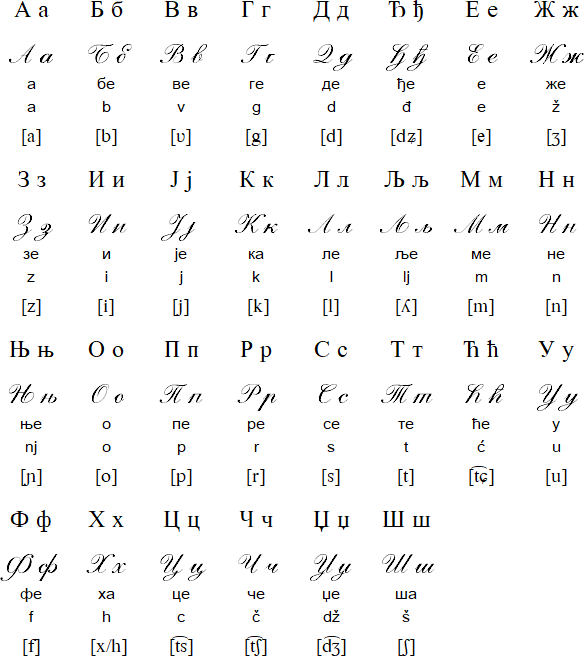 А а Б б В в Г г Д д Ђ ђ Е е Ж ж
А а Б б В в Г г Д д Ђ ђ Е е Ж ж
а бе ве ге де ђе е же
a b v g d đ e ž
[a] [b] [ʋ] [ɡ] [d] [dʑ] [e] [ʒ]
З з И и Ј ј К к Л л Љ љ М м Н н
З з И и Ј ј К к Л л Љ љ М м Н н
зе и је ка ле ље ме не
z i j k l lj m n
[z] [i] [j] [k] [l] [ʎ] [m] [n]
Њ њ О о П п Р р С с Т т Ћ ћ У у
Њ њ О о П п Р р С с Т т Ћ ћ У у
ње о пе ре се те ће у
nj o p r s t ć u
[ɲ] [o] [p] [r] [s] [t] [t͡ɕ] [u]
Ф ф Х х Ц ц Ч ч Џ џ Ш ш
Ф ф Х х Ц ц Ч ч Џ џ Ш ш
фе ха це че џе ша
f h c č dž š
[f] [x/h] [t͡s] [t͡ʃ] [d͡ʒ] [ʃ]